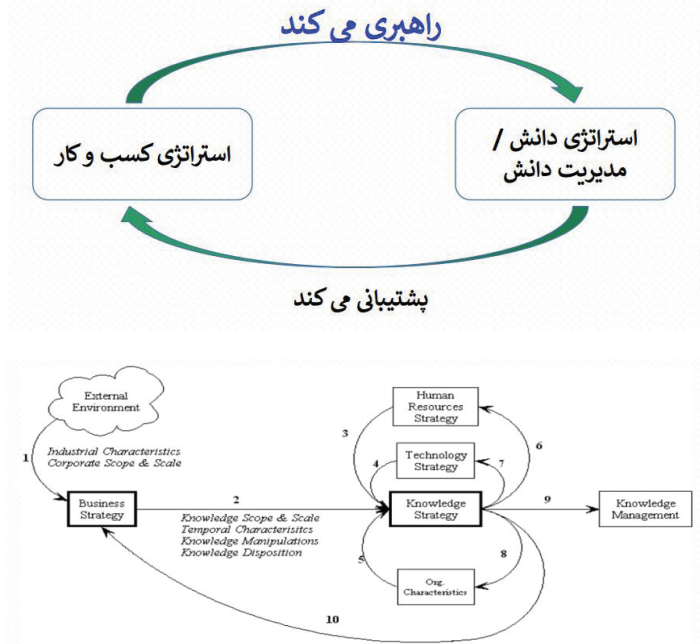 راهبری می کند
استراتژی دانش /
مدیریت دانش
استراتژی کسب و کار
پشتیبانی می کند
External
Environment
1
Industrial Characteristics
Corporate Scope & Scale
Business
Strategy
2
Knowledge Scope & Scale
Temporal Characterisitcs
Knowledge Manipulations
Knowledge Disposition
Human
Resources
Strategy
3
6
Technology
Strategy
4
7
Knowledge
Strategy
9
Knowledge
Management
5
8
Org.
Characteristics
10